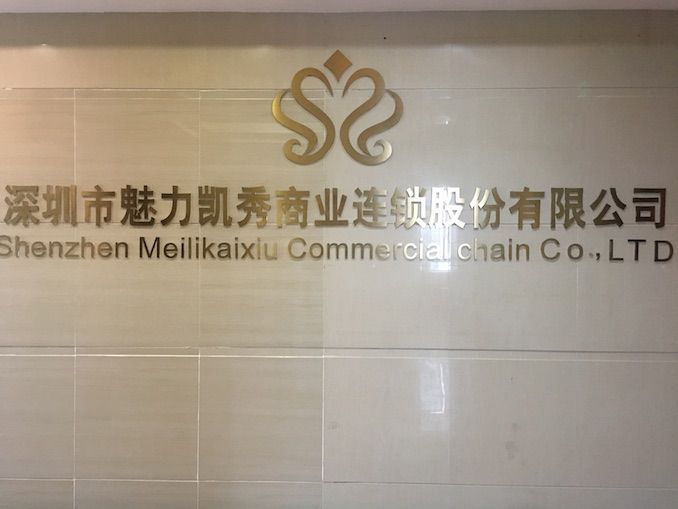 深圳市魅力凯秀商业连锁股份有限公司
Shenzhen Meilikaixiu Commercial chain Co.,LTD